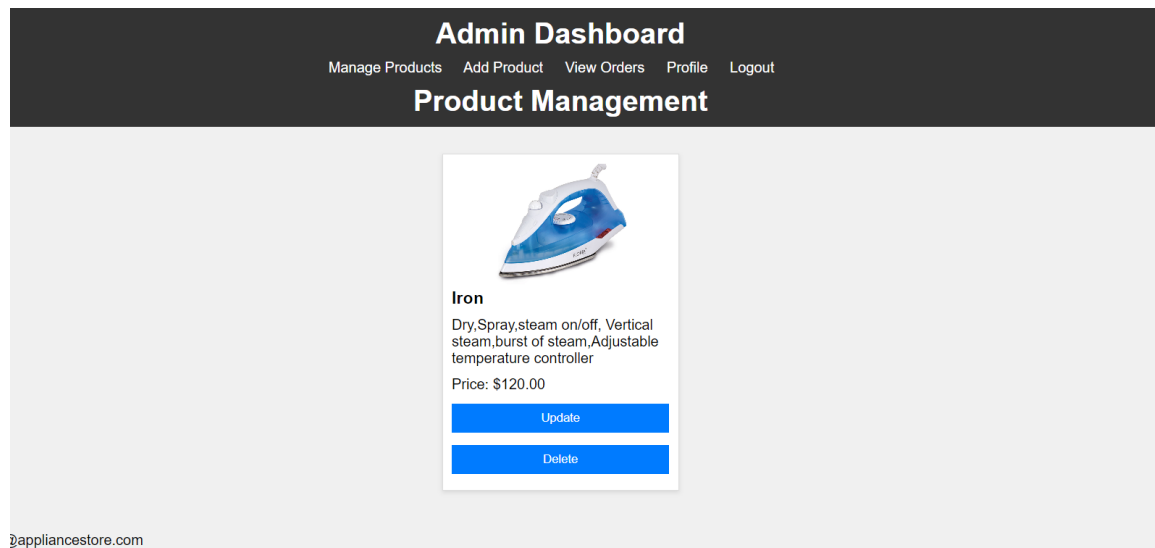 Admin Dashboard
Manage Products Add Product View Orders Profile Logout
Product Management
Iron
Dry,Spray,steam on/off, Vertical
steam,burst of steam,Adjustable
temperature controller
Price: $120.00
Update
Delete
@appliancestore.com